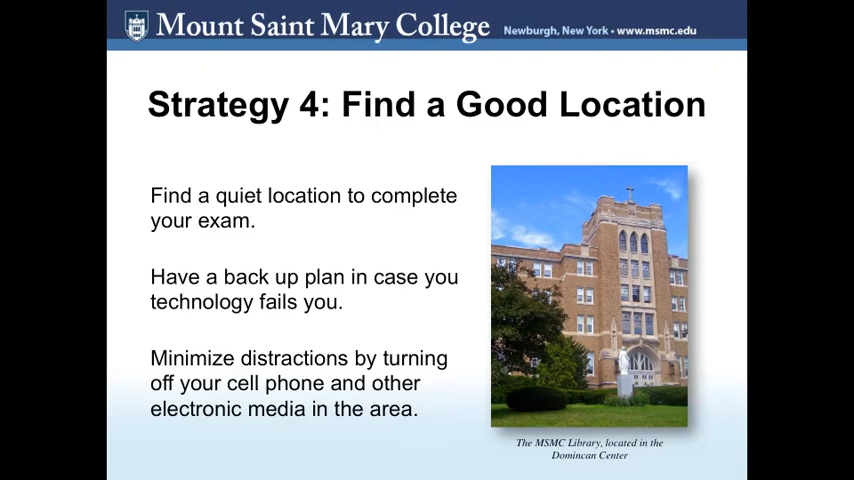 Mount Saint Mary College
Newburgh, New York • www.msmc.edu
Strategy 4: Find a Good Location
Find a quiet location to complete
your exam.
Have a back up plan in case you
technology fails you.
Minimize distractions by turning
off your cell phone and other
electronic media in the area.
The MSMC Library, located in the
Domincan Center